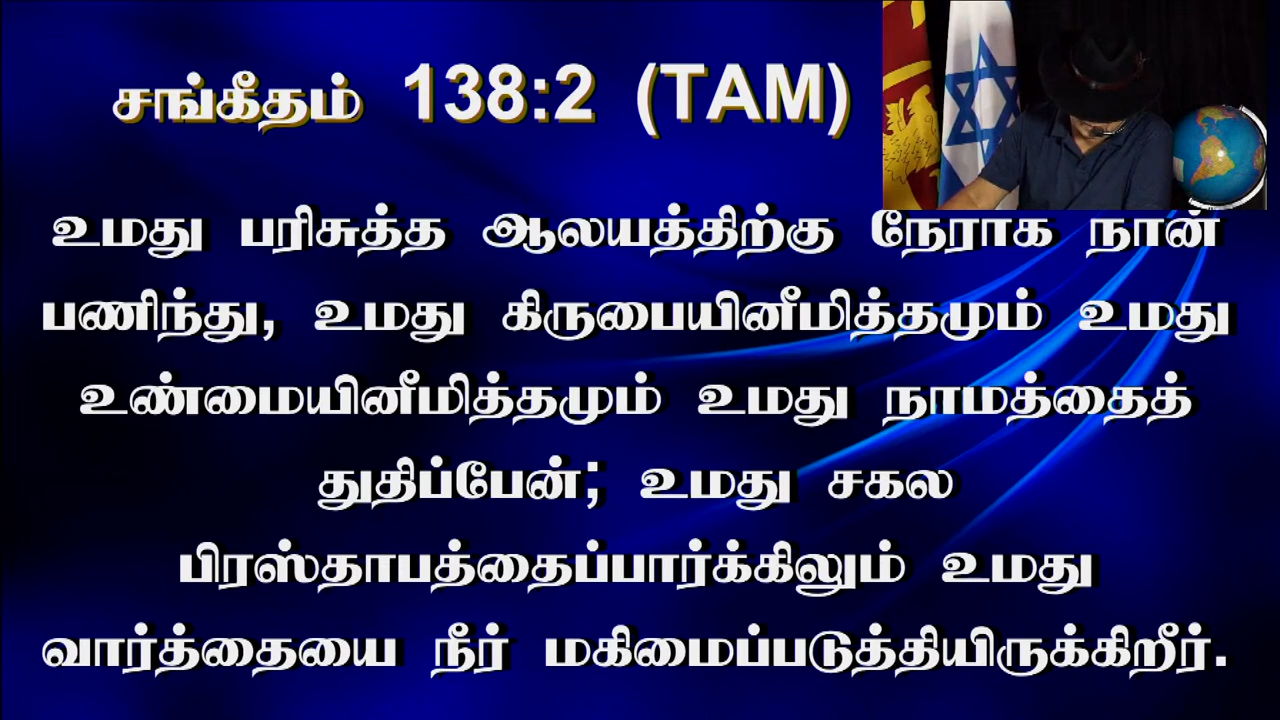 சங்கீதம் 138:2 (TAM)
உமது பரிசுத்த ஆலயத்திற்கு நேராக நான்
பணிந்து, உமது கிருபையினீமித்தமும் உமது
உண்மையினீமித்தமும் உமது நாமத்தைத்
துதிப்பேன்; உமது சகல
பிரஸ்தாபத்தைப்பார்க்கிலும் உமது
வார்த்தையை நீர் மகிமைப்படுத்தியிருக்கிறீர்.